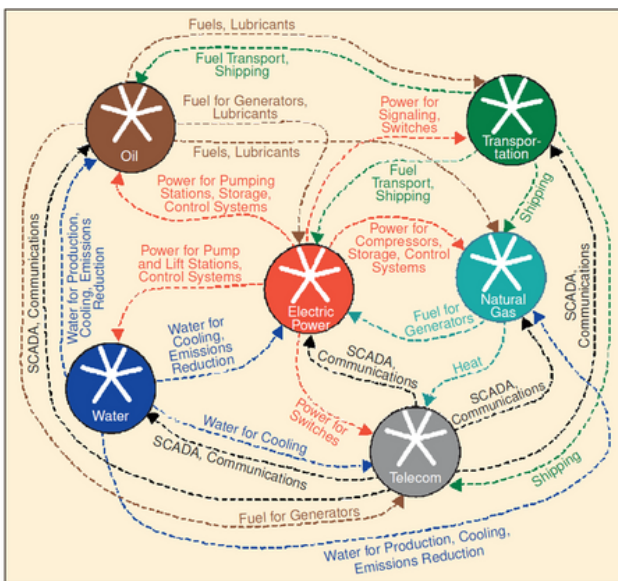 Fuels, Lubricants
Fuel Transport,
Shipping
Fuel for Generators,
Lubricants
Power for
Signaling,
Switches
Oil
Transpor-
tation
Fuels, Lubricants
Fuel Transport,
Shipping
Shipping
Power for Pumping
Stations, Storage,
Control Systems
Power for
Compressors,
Storage, Control
Systems
Water for Production,
Cooling, Emissions
Reduction
SCADA, Communications
Power for Pump
and Lift Stations,
Control Systems
Electric
Power
Natural
Gas
SCADA,
Communications
Fuel for
Generators
Water for
Cooling,
Emissions
Reduction
SCADA,
Communications
Heat
SCADA,
Communications
Water
Power for
Switches
Water for Cooling
SCADA, Communications
Telecom
Shipping
Fuel for Generators
Water for Production, Cooling,
Emissions Reduction